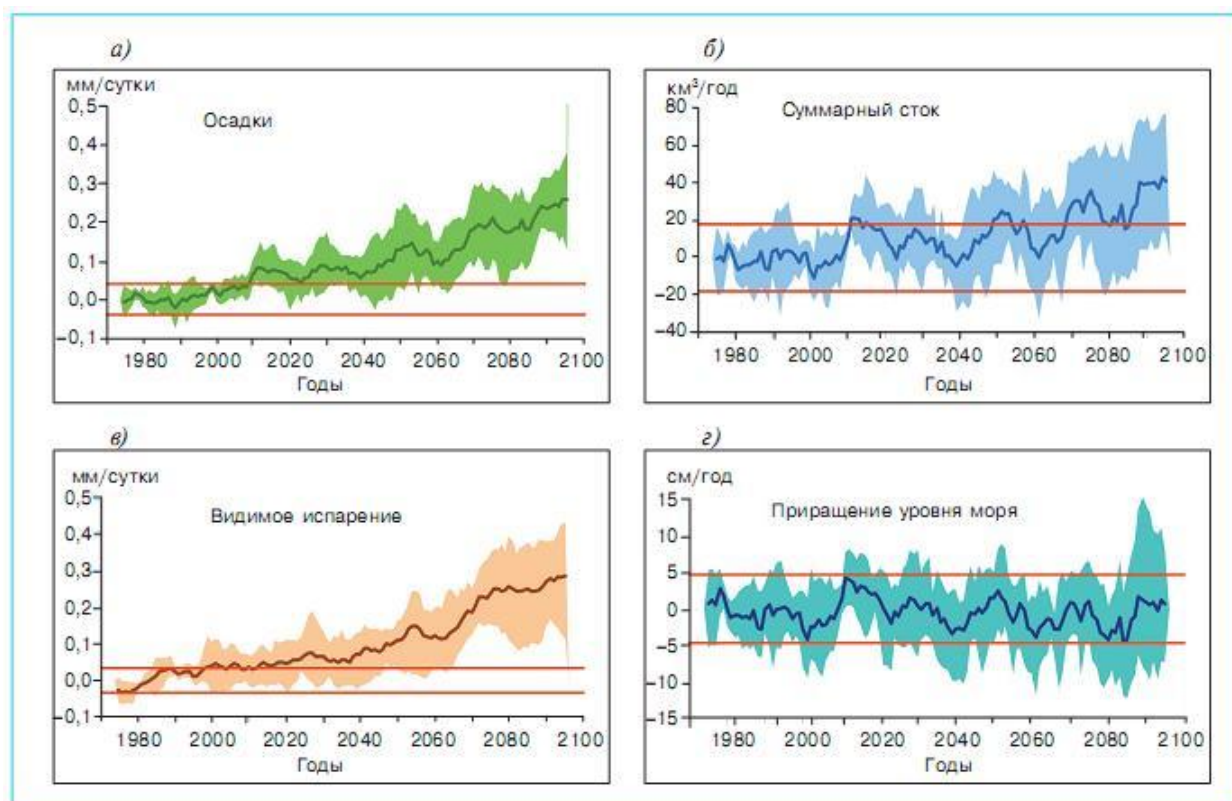 а)
мм/сутки
Осадки
0,5
0,4
0,3
0,2
0,1
0,0
–0,1
1980 2000 2020 2040 2060 2080 2100
Годы
б)
км³/год
Суммарный сток
80
60
40
20
0
–20
–40
1980 2000 2020 2040 2060 2080 2100
Годы
в)
мм/сутки
Видимое испарение
0,5
0,4
0,3
0,2
0,1
0,0
–0,1
1980 2000 2020 2040 2060 2080 2100
Годы
г)
см/год
Приращение уровня моря
15
10
5
0
–5
–10
–15
1980 2000 2020 2040 2060 2080 2100
Годы